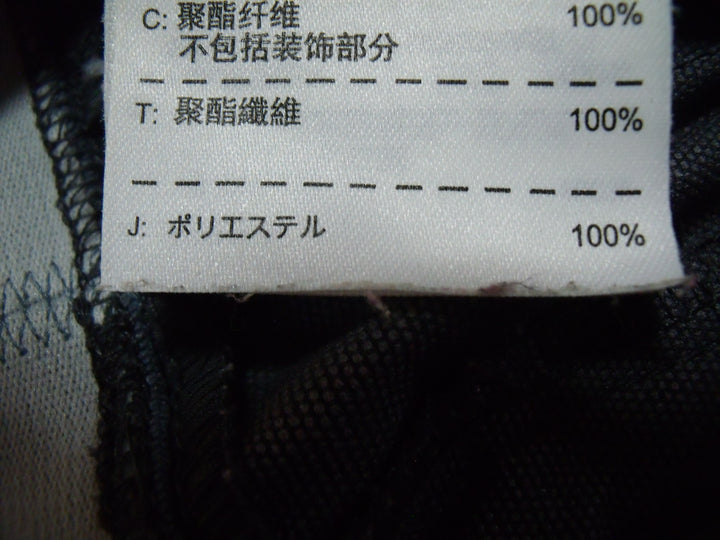 C: 聚酯纤维 100%
不包括装饰部分
T: 聚酯纖維 100%
J: ポリエステル 100%